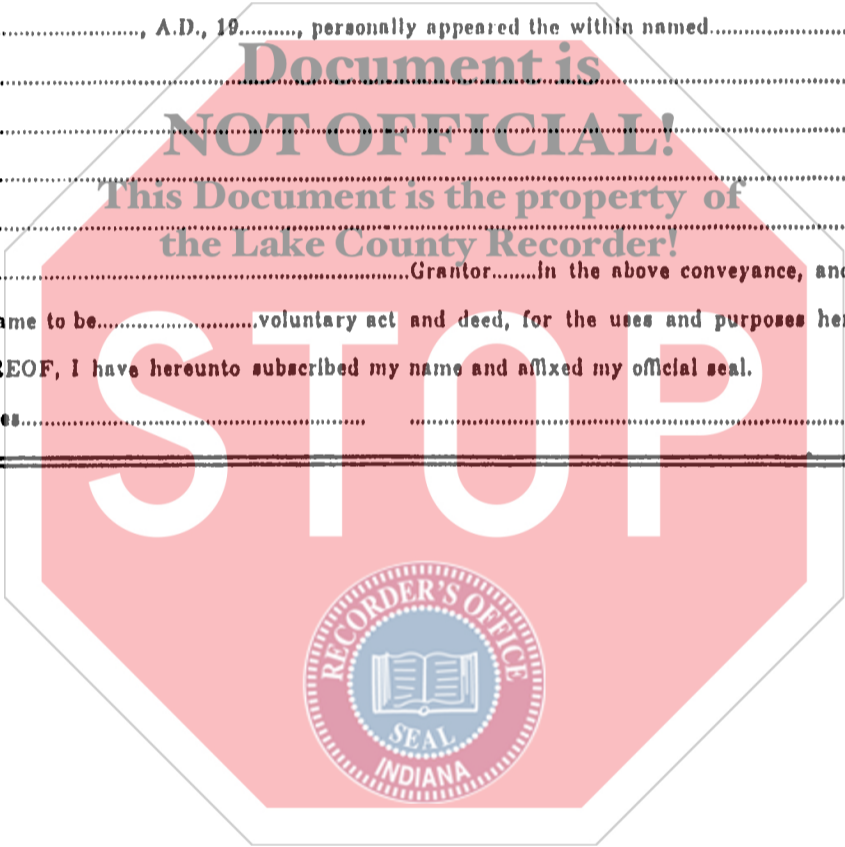 ...................., A.D., 19.........., personally appeared the within named..............................
Document is
NOT OFFICIAL!
This Document is the property of
the Lake County Recorder!
..............................Grantor........in the above conveyance, and
ame to be............................voluntary act and deed, for the uses and purposes her
REOF, I have hereunto subscribed my name and affixed my official seal.
es..............................
STOP
RECORDER'S OFFICE
SEAL
INDIANA